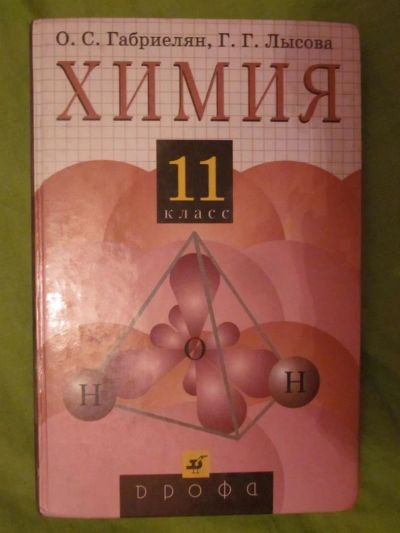 О. С. Габриелян, Г. Г. Лысова
ХИМИЯ
11
класс
О
Н
Н
дрофа